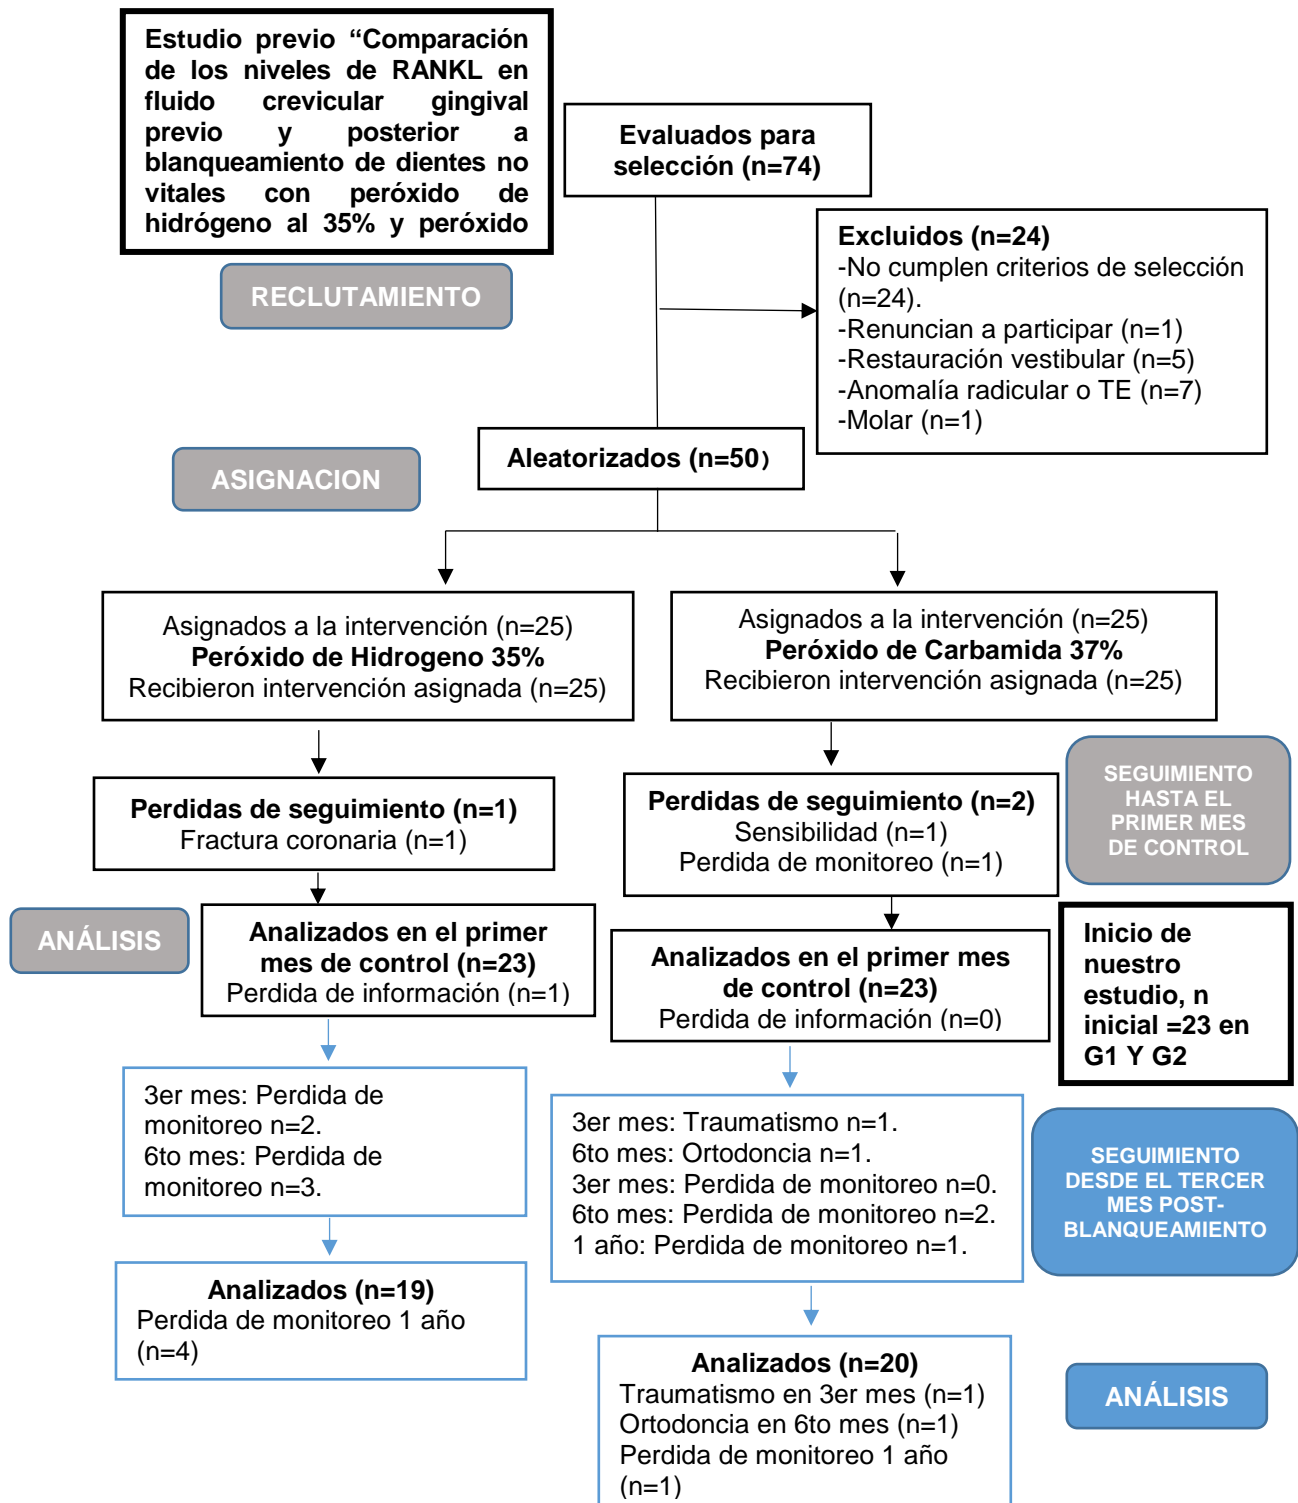 Estudio previo “Comparación
de los niveles de RANKL en
fluido crevicular gingival
previo y posterior a
blanqueamiento de dientes no
vitales con peróxido de
hidrógeno al 35% y peróxido
Evaluados para
selección (n=74)
RECLUTAMIENTO
Excluidos (n=24)
-No cumplen criterios de selección
(n=24).
-Renuncian a participar (n=1)
-Restauración vestibular (n=5)
-Anomalía radicular o TE (n=7)
-Molar (n=1)
ASIGNACION
Aleatorizados (n=50)
Asignados a la intervención (n=25)
Peróxido de Hidrogeno 35%
Recibieron intervención asignada (n=25)
Asignados a la intervención (n=25)
Peróxido de Carbamida 37%
Recibieron intervención asignada (n=25)
Perdidas de seguimiento (n=1)
Fractura coronaria (n=1)
Perdidas de seguimiento (n=2)
Sensibilidad (n=1)
Perdida de monitoreo (n=1)
SEGUIMIENTO
HASTA EL
PRIMER MES
DE CONTROL
ANÁLISIS
Analizados en el primer
mes de control (n=23)
Perdida de información (n=1)
Analizados en el primer mes
de control (n=23)
Perdida de información (n=0)
Inicio de
nuestro
estudio, n
inicial =23 en
G1 Y G2
3er mes: Perdida de
monitoreo n=2.
6to mes: Perdida de
monitoreo n=3.
3er mes: Traumatismo n=1.
6to mes: Ortodoncia n=1.
3er mes: Perdida de monitoreo n=0.
6to mes: Perdida de monitoreo n=2.
1 año: Perdida de monitoreo n=1.
SEGUIMIENTO
DESDE EL TERCER
MES POST-
BLANQUEAMIENTO
Analizados (n=19)
Perdida de monitoreo 1 año
(n=4)
Analizados (n=20)
Traumatismo en 3er mes (n=1)
Ortodoncia en 6to mes (n=1)
Perdida de monitoreo 1 año
(n=1)
ANÁLISIS